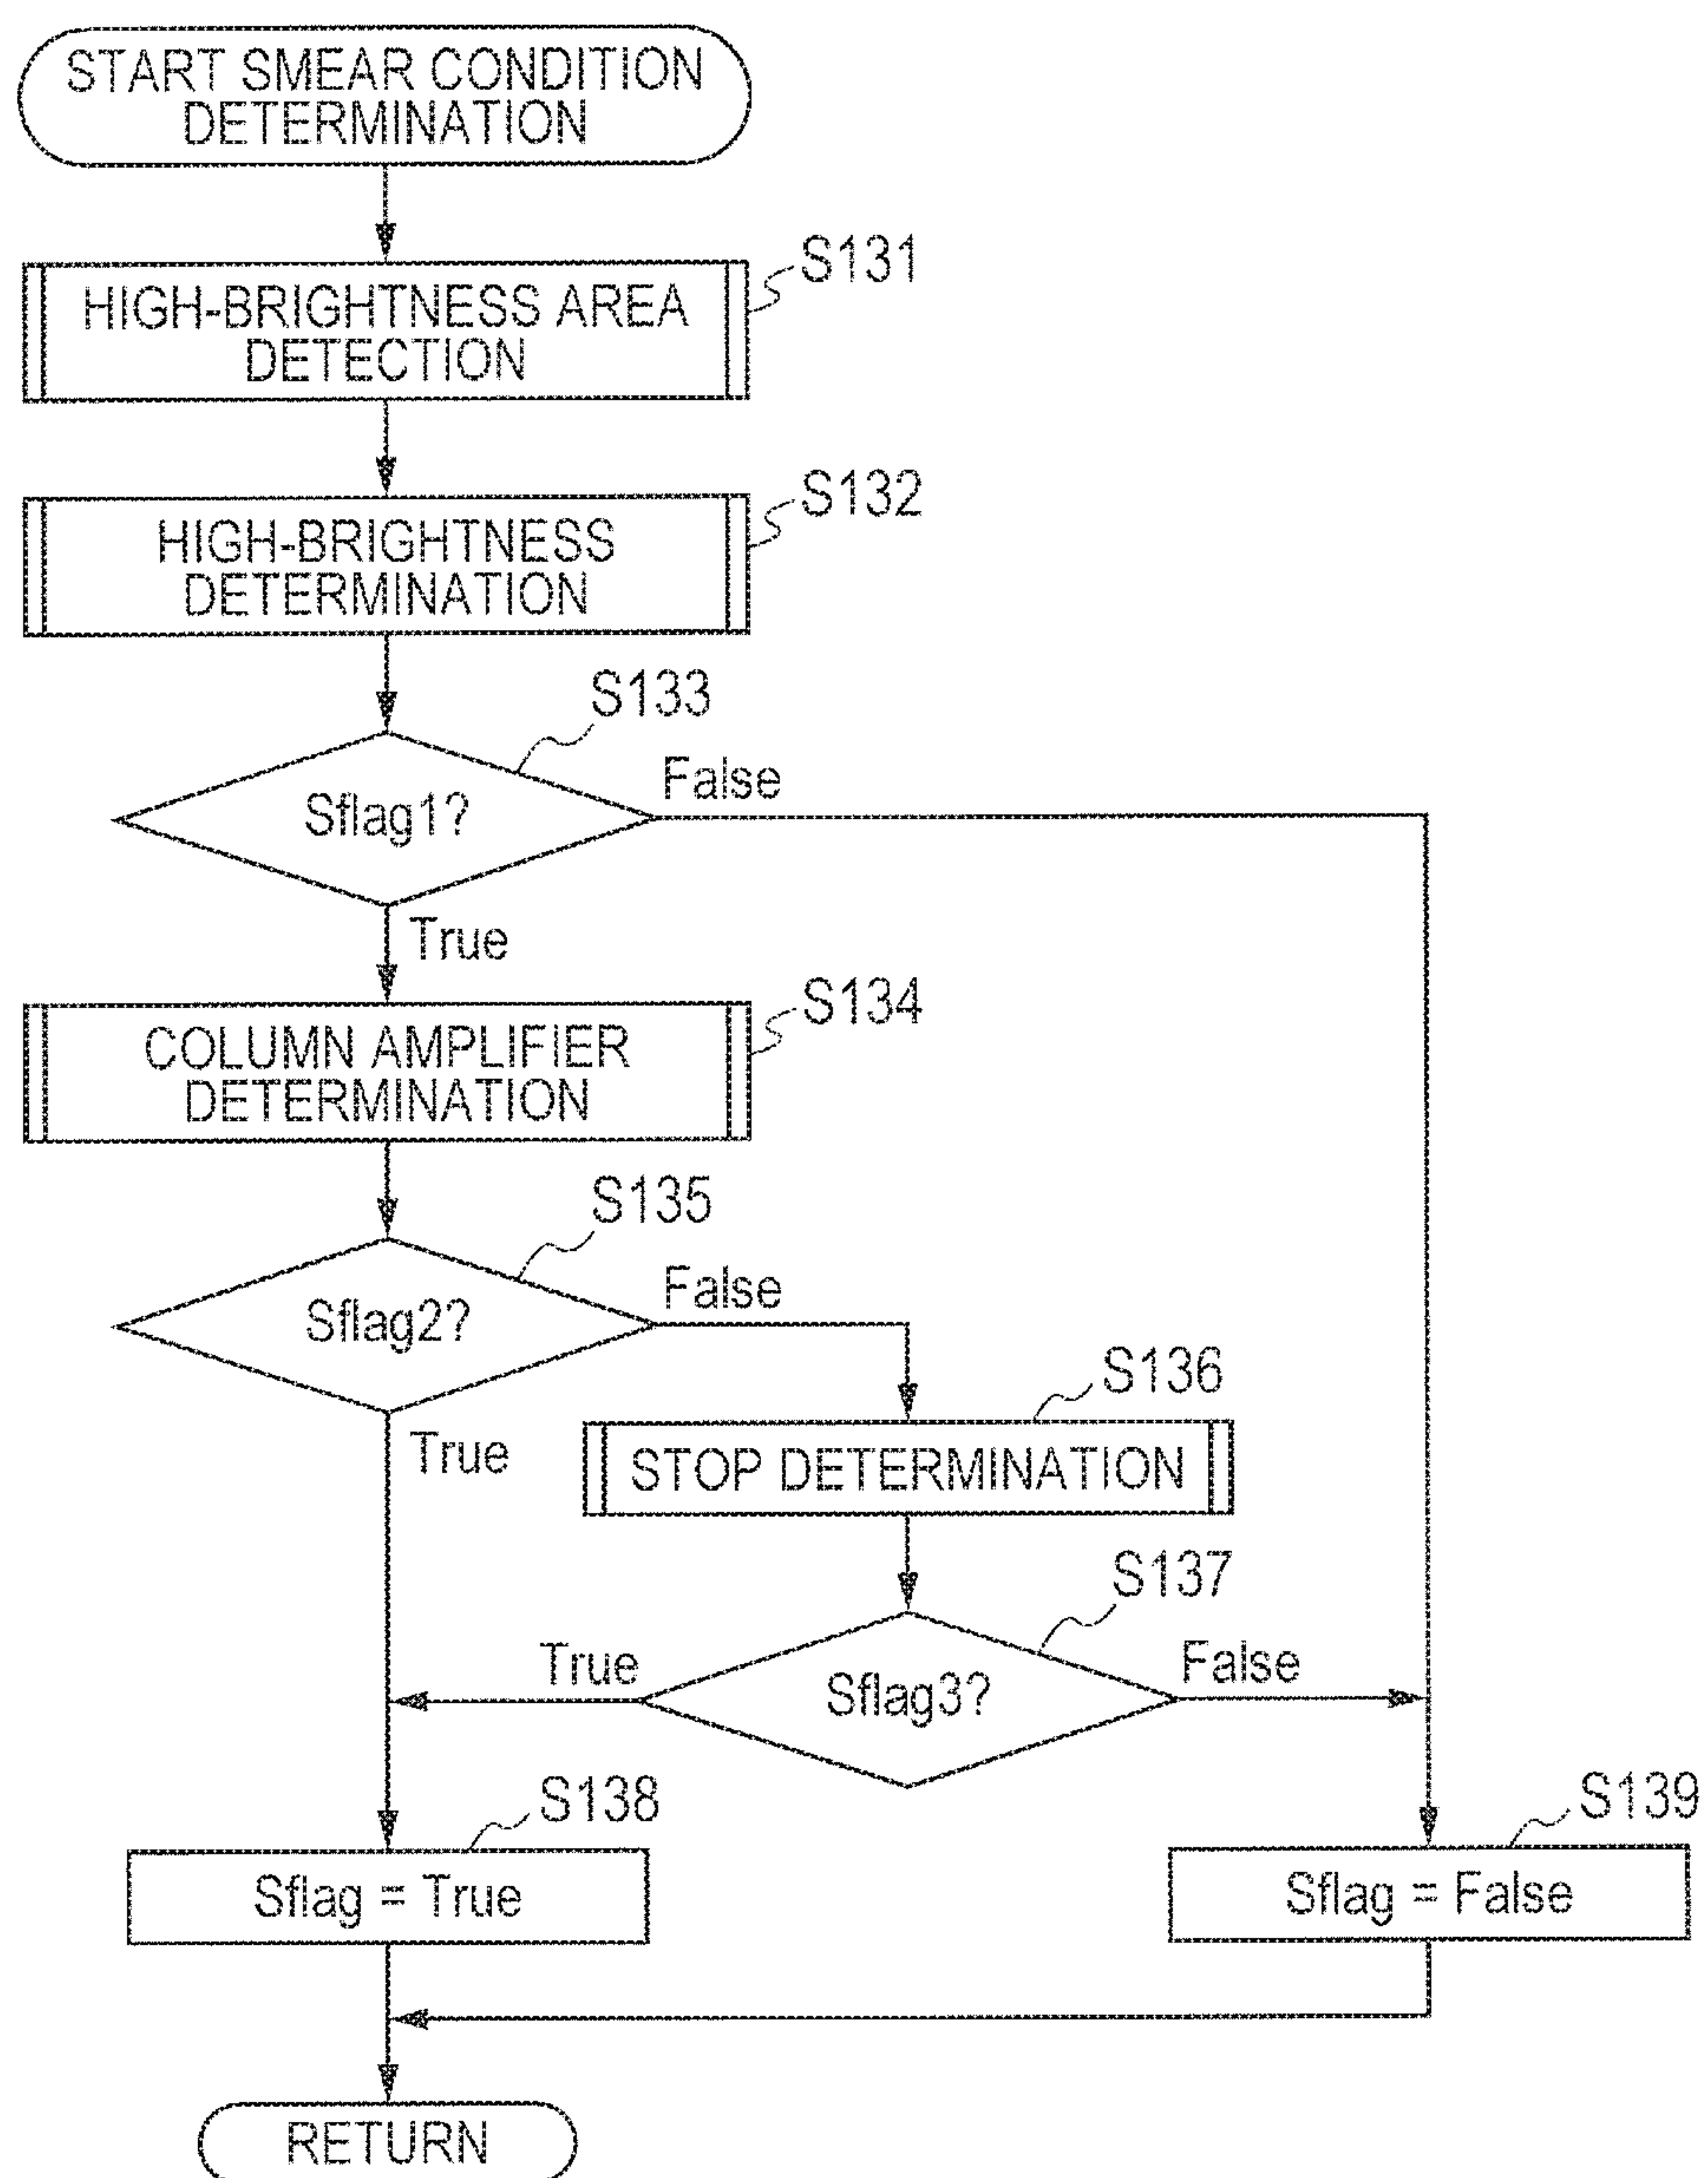 START SMEAR CONDITION
DETERMINATION
S131
HIGH-BRIGHTNESS AREA
DETECTION
S132
HIGH-BRIGHTNESS
DETERMINATION
S133
Sflag1?
False
True
S134
COLUMN AMPLIFIER
DETERMINATION
S135
Sflag2?
False
True
S136
STOP DETERMINATION
S137
True
Sflag3?
False
S138
Sflag = True
S139
Sflag = False
RETURN